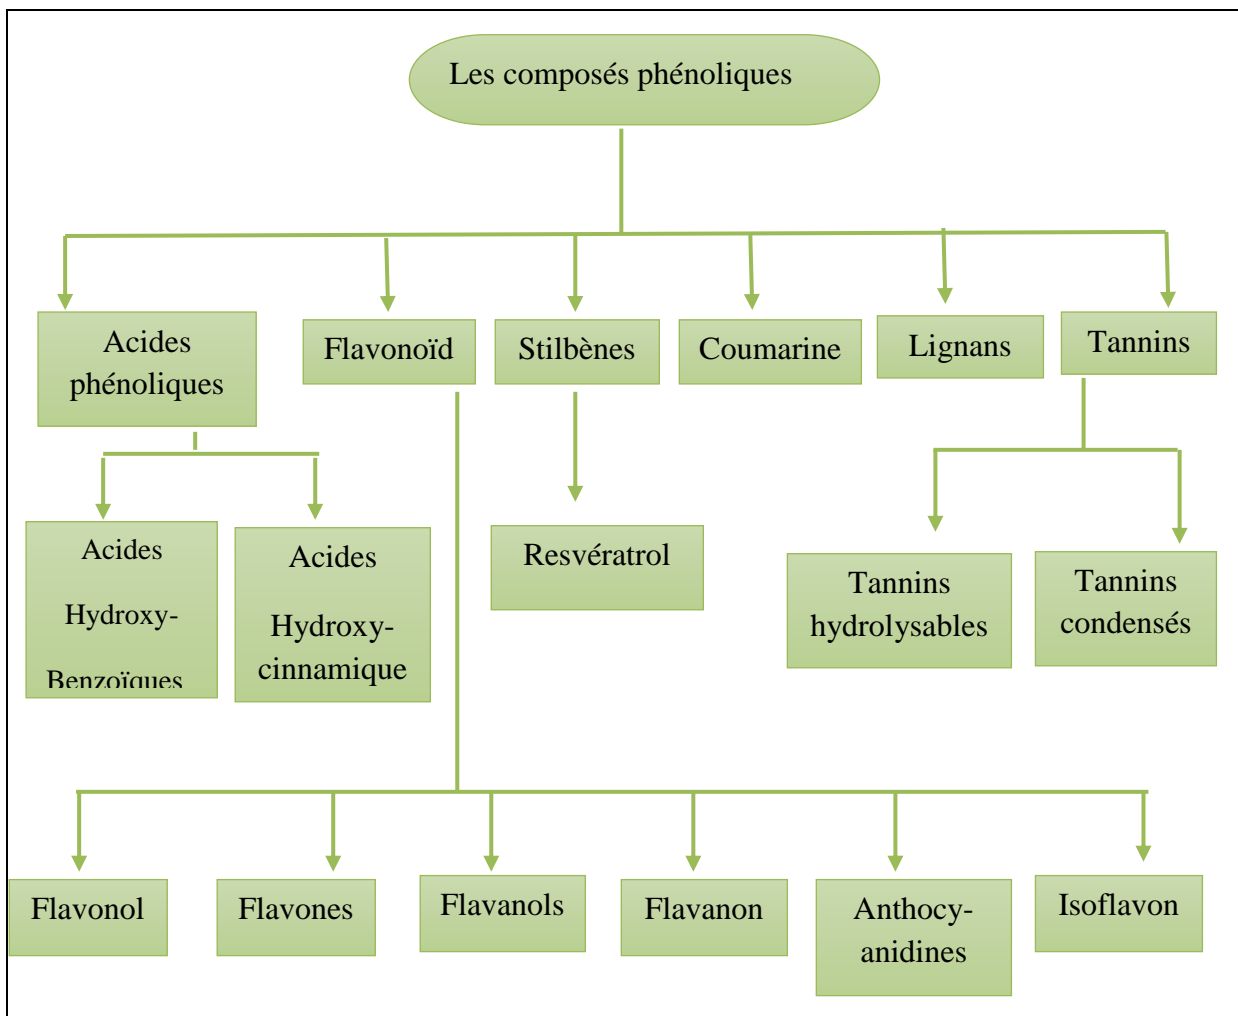 Les composés phénoliques
Acides
phénoliques
Flavonoïd
Stilbènes
Coumarine
Lignans
Tannins
Acides
Hydroxy-
Benzoïques
Acides
Hydroxy-
cinnamique
Resvératrol
Tannins
hydrolysables
Tannins
condensés
Flavonol
Flavones
Flavanols
Flavanon
Anthocy-
anidines
Isoflavon